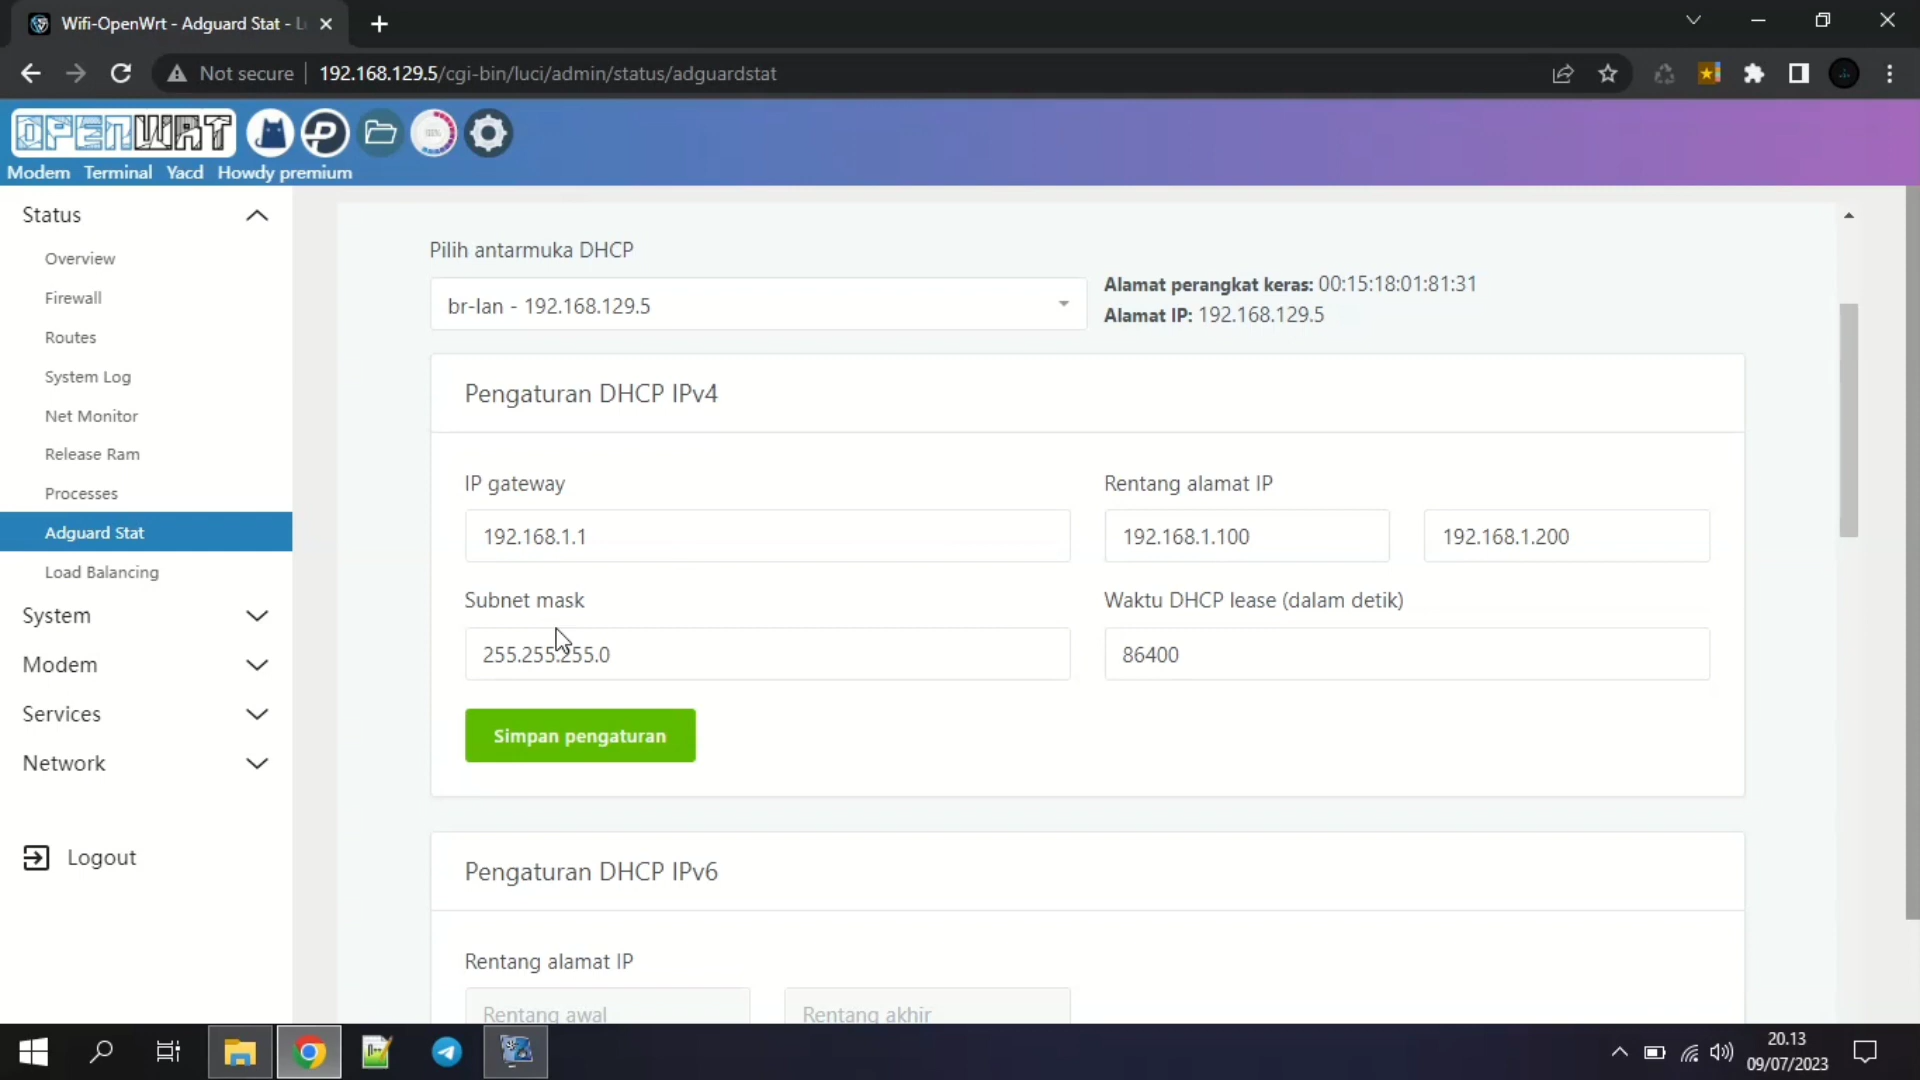 Wifi-OpenWrt - Adguard Stat - L
Not secure
192.168.129.5/cgi-bin/luci/admin/status/adguardstat
OPENWRT
100%
Modem Terminal Yacd Howdy premium
Status
Overview
Firewall
Routes
System Log
Net Monitor
Release Ram
Processes
Adguard Stat
Load Balancing
System
Modem
Services
Network
Logout
Pilih antarmuka DHCP
br-lan - 192.168.129.5
Alamat perangkat keras: 00:15:18:01:81:31
Alamat IP: 192.168.129.5
Pengaturan DHCP IPv4
IP gateway
192.168.1.1
Rentang alamat IP
192.168.1.100
192.168.1.200
Subnet mask
255.255.255.0
Waktu DHCP lease (dalam detik)
86400
Simpan pengaturan
Pengaturan DHCP IPv6
Rentang alamat IP
Rentang awal
Rentang akhir
20.13
09/07/2023